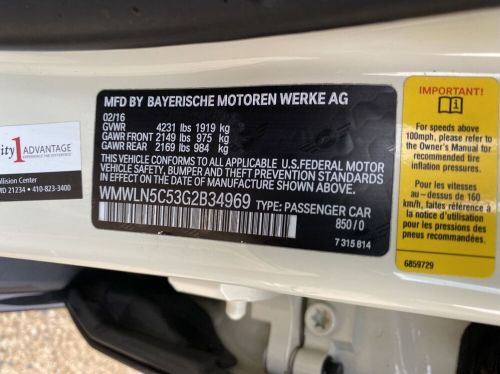 MFD BY BAYERISCHE MOTOREN WERKE AG
02/16
GVWR 4231 lbs 1919 kg
GAWR FRONT 2149 lbs 975 kg
GAWR REAR 2169 lbs 984 kg
THIS VEHICLE CONFORMS TO ALL APPLICABLE U.S.FEDERAL MOTOR
VEHICLE SAFETY, BUMPER AND THEFT PREVENTION STANDARDS
IN EFFECT ON THE DATE OF MANUFACTURE SHOWN ABOVE.
WMWLN5C53G2B34969 TYPE: PASSENGER CAR
850/0
7 315 814
IMPORTANT!
For speeds above
100mph, please refer to
the Owner's Manual for
recommended tire
inflation pressures.
Pour les vitesses
au - dessus de 160
km/h, faites référence à
la notice d'utilisation
pour les pressions des
pneus recommandées.
6859729
1 ADVANTAGE
Mision Center
MD 21234 • 410-823-3400